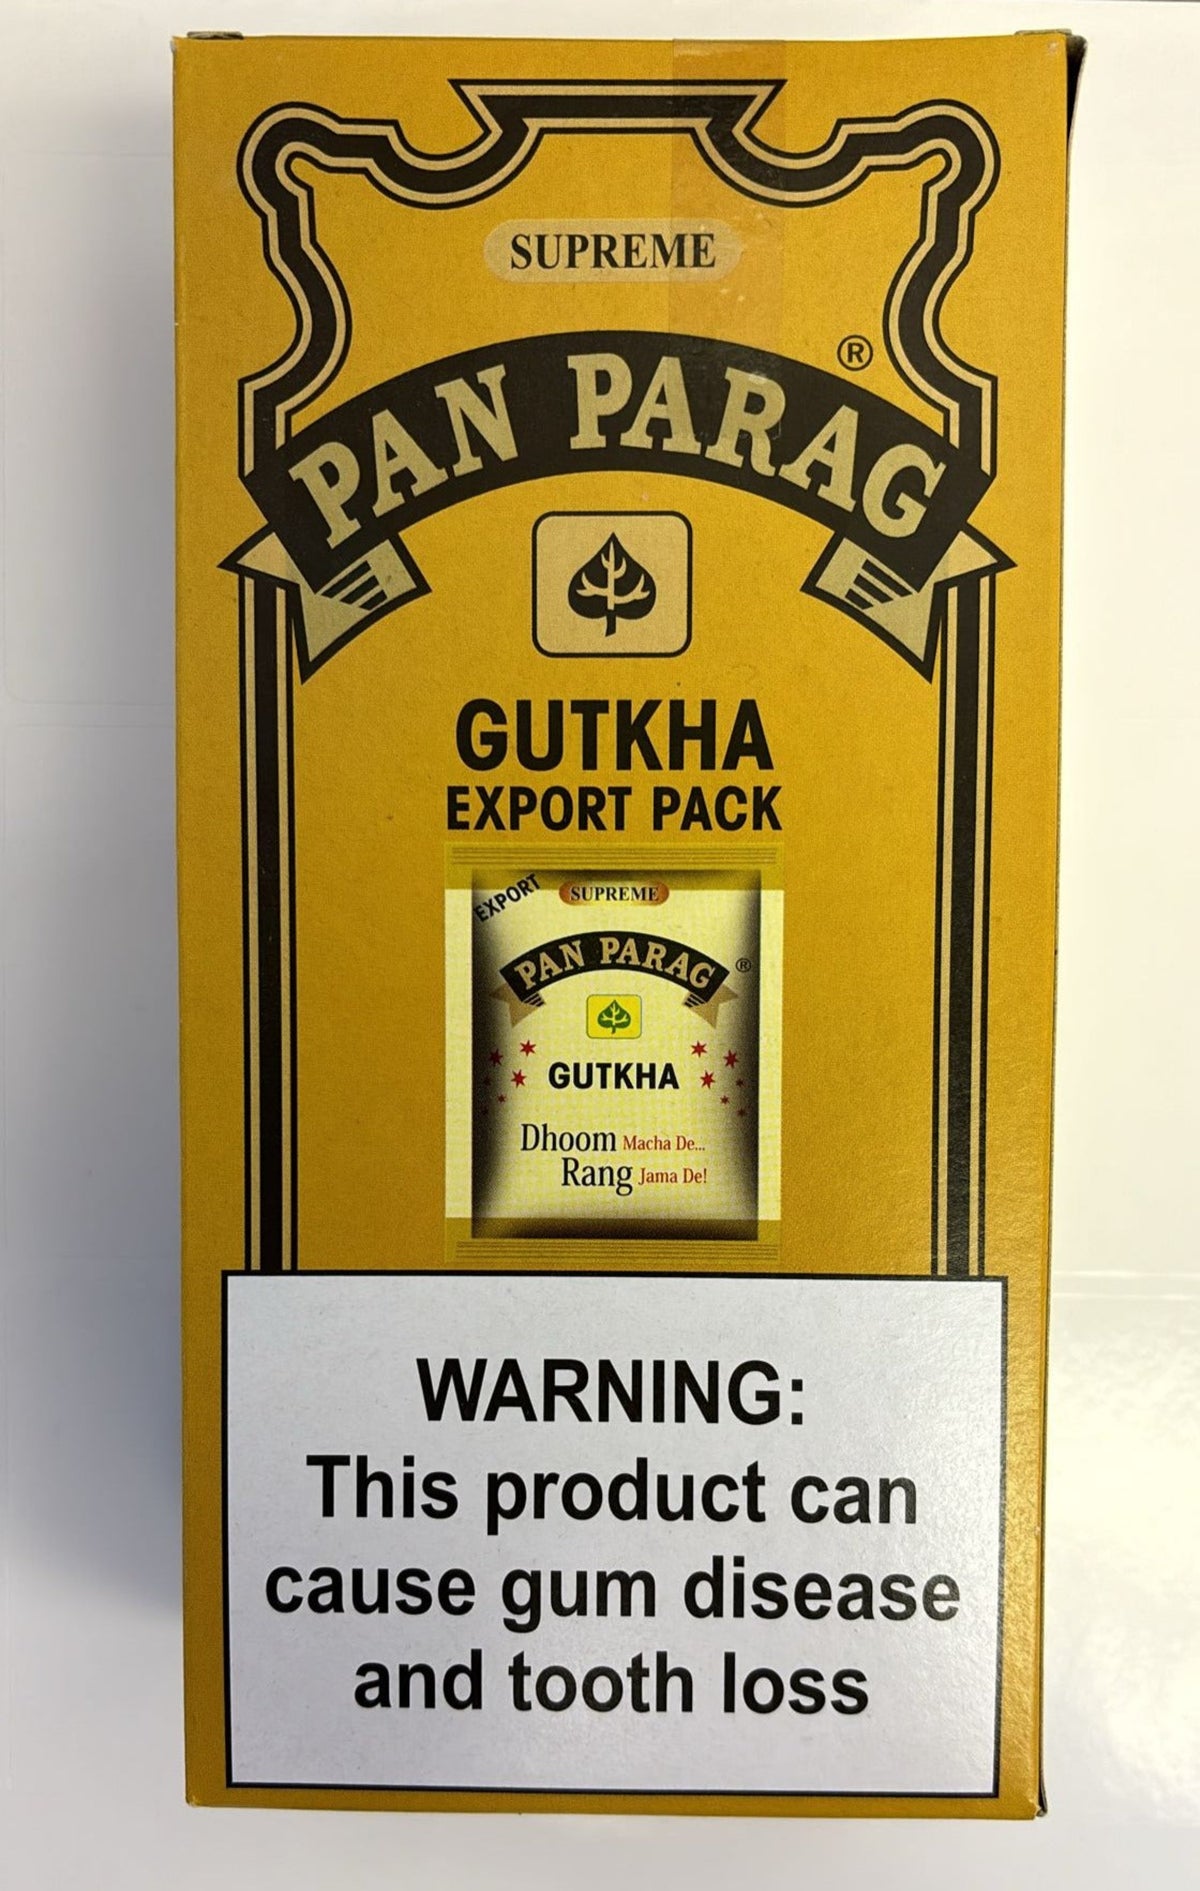 SUPREME
PAN PARAG ®
GUTKHA
EXPORT PACK
EXPORT
SUPREME
PAN PARAG ®
GUTKHA
Dhoom Macha De...
Rang Jama De!
WARNING:
This product can
cause gum disease
and tooth loss